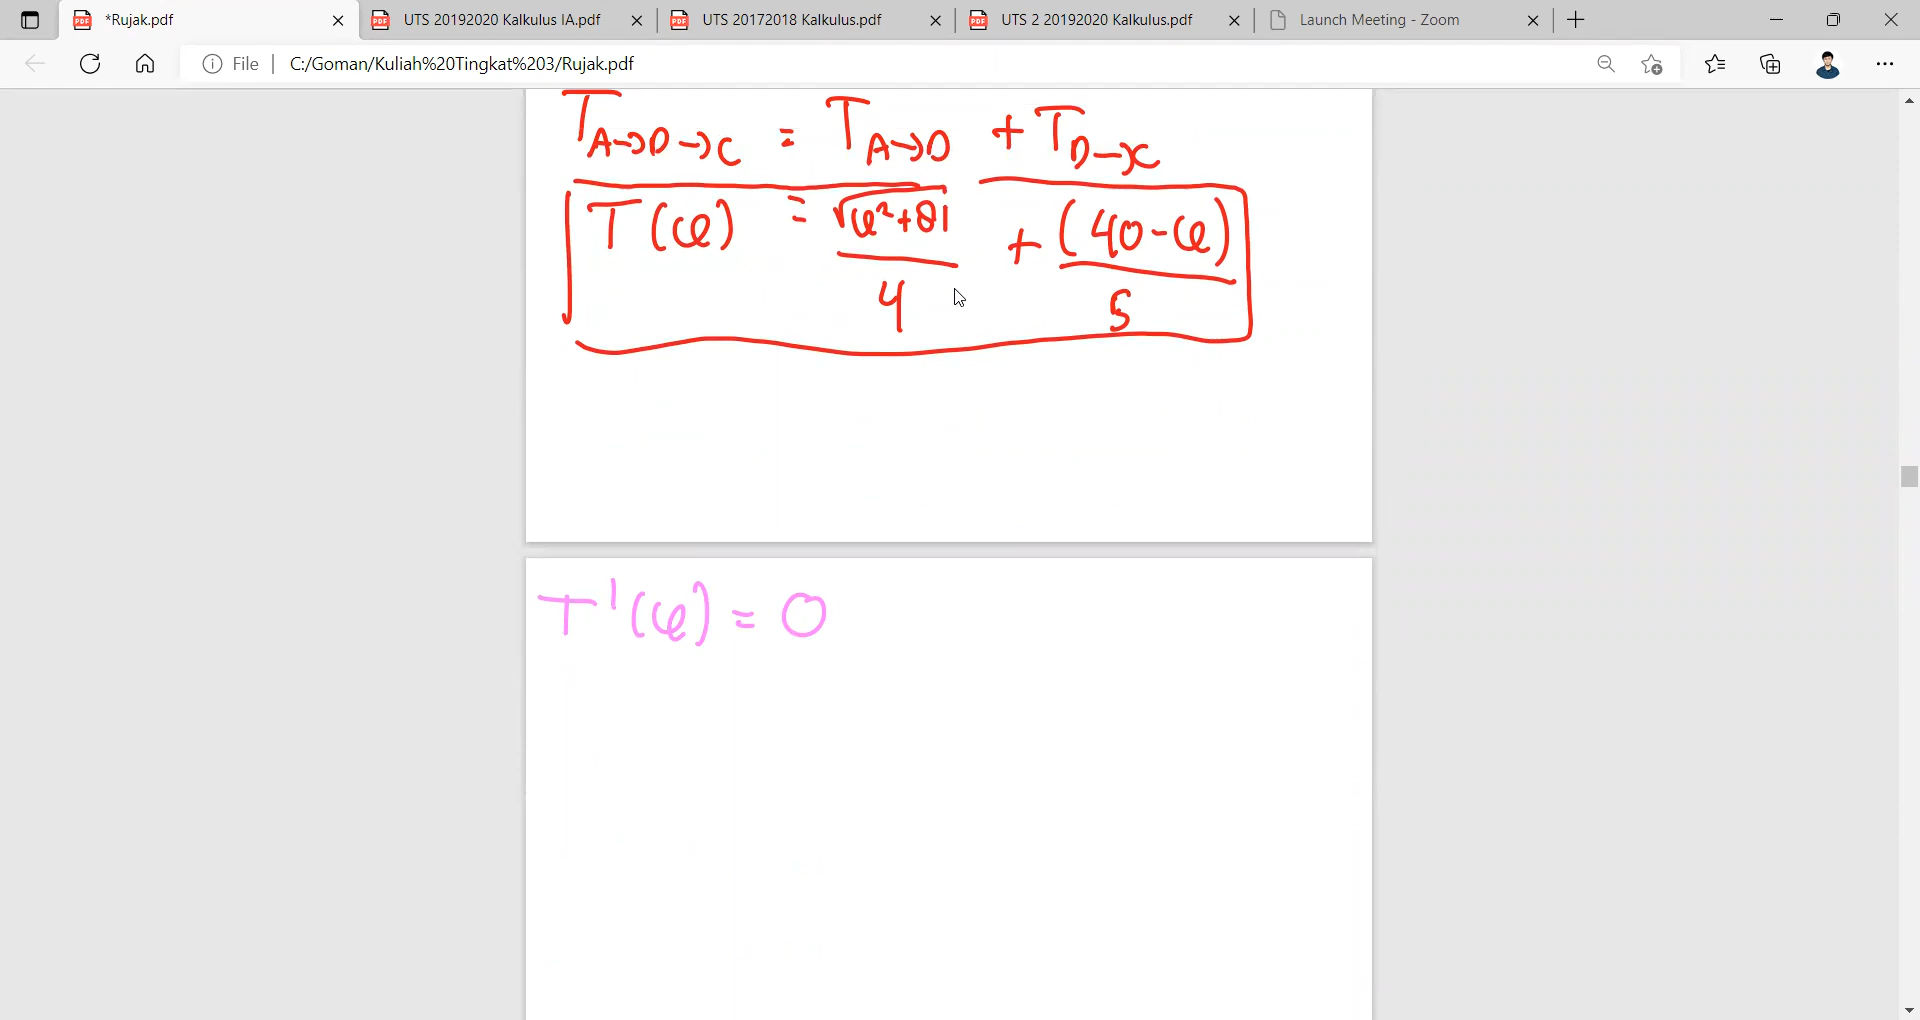 *Rujak.pdf
UTS 20192020 Kalkulus IA.pdf
UTS 20172018 Kalkulus.pdf
UTS 2 20192020 Kalkulus.pdf
Launch Meeting - Zoom
File
C:/Goman/Kuliah%20Tingkat%203/Rujak.pdf
T A→D→C = T A→D + T D→C
T(φ) = √(φ²+81)/4 + (40-φ)/5
T'(φ) = 0